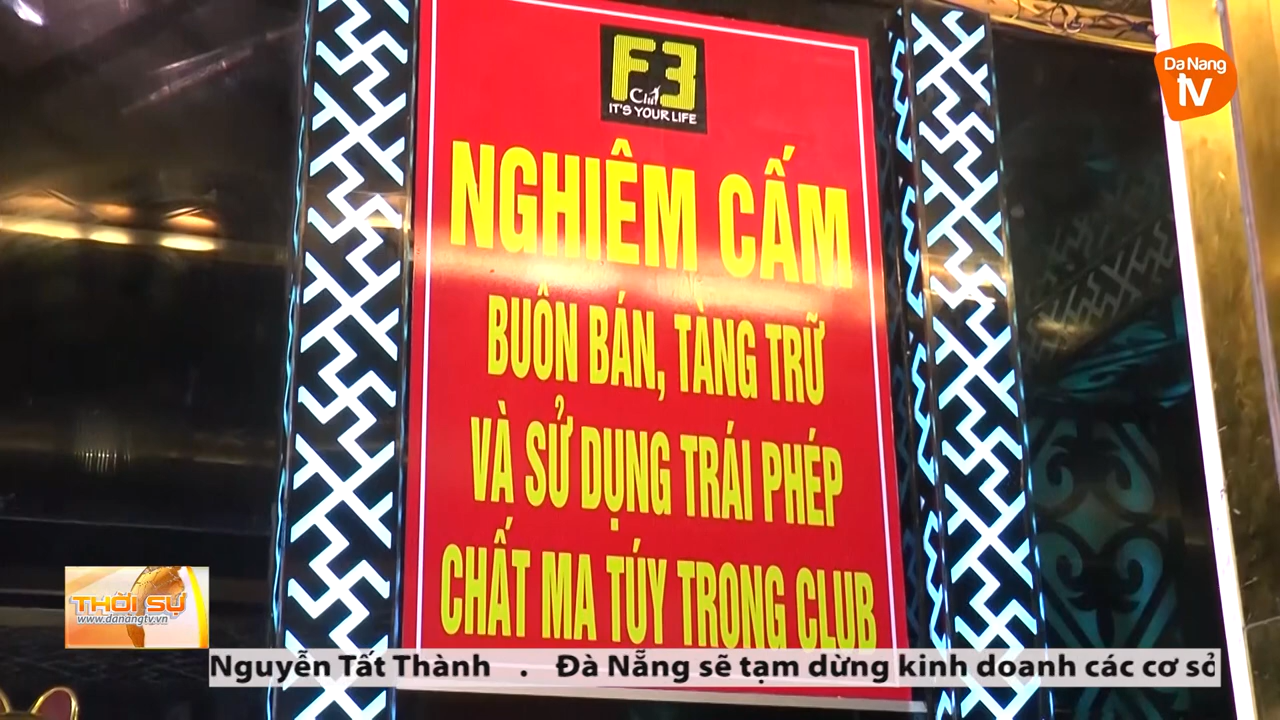 F3
Club
IT'S YOUR LIFE
Da Nang
tv
NGHIÊM CẤM
BUÔN BÁN, TÀNG TRỮ
VÀ SỬ DỤNG TRÁI PHÉP
CHẤT MA TÚY TRONG CLUB
THỜI SỰ
www.danangtv.vn
Nguyễn Tất Thành . Đà Nẵng sẽ tạm dừng kinh doanh các cơ sở